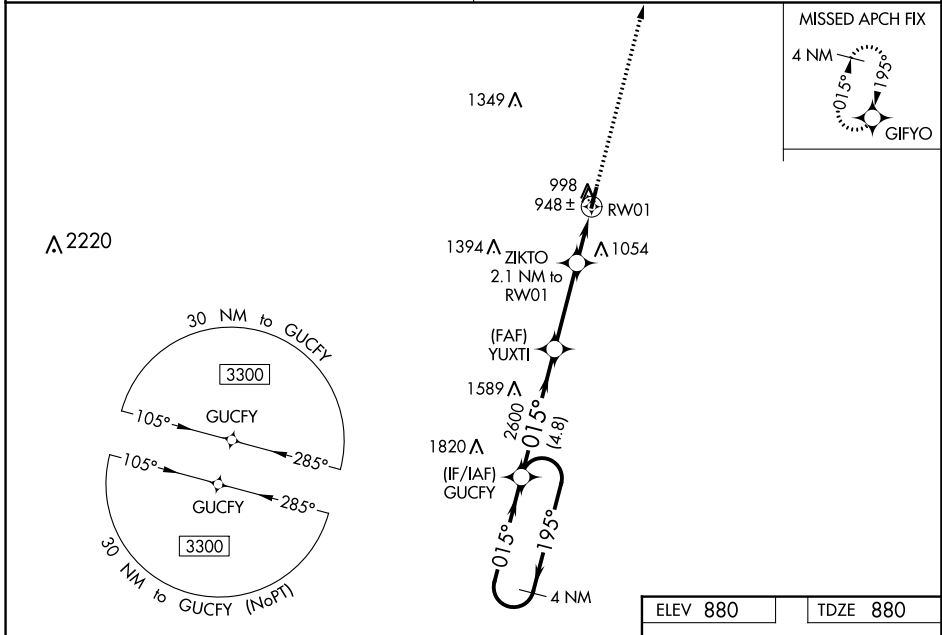 MISSED APCH FIX
4 NM
015°
195°
GIFYO
1349
998
948 ±
RW01
2220
1394
ZIKTO
2.1 NM to
RW01
1054
(FAF)
YUXTI
1589
2600
015°
(4.8)
1820
(IF/IAF)
GUCFY
015°
195°
4 NM
30 NM to GUCFY
3300
GUCFY
105°
285°
105°
285°
GUCFY
3300
30 NM to GUCFY (NoPT)
ELEV 880
TDZE 880